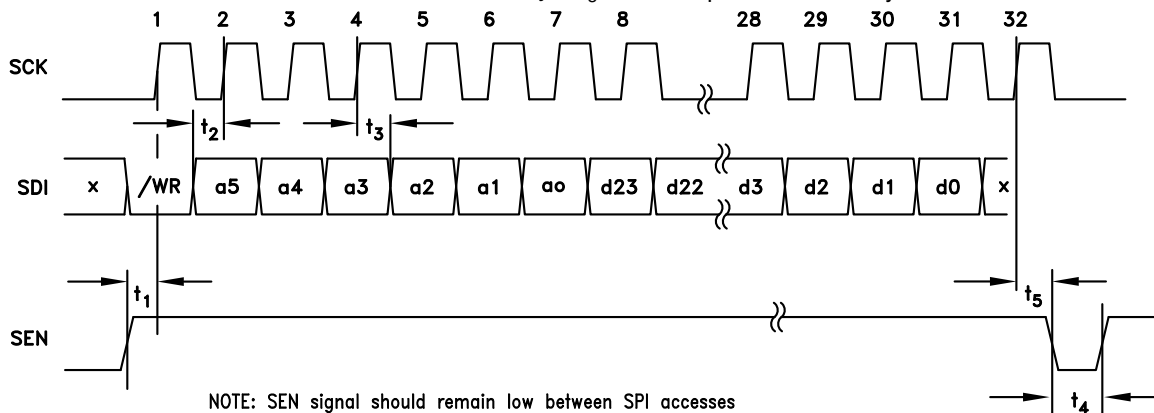 1 2 3 4 5 6 7 8 28 29 30 31 32
SCK
t2 t3
SDI x /WR a5 a4 a3 a2 a1 ao d23 d22 d3 d2 d1 d0 x
t1 t5
SEN
NOTE: SEN signal should remain low between SPI accesses
t4